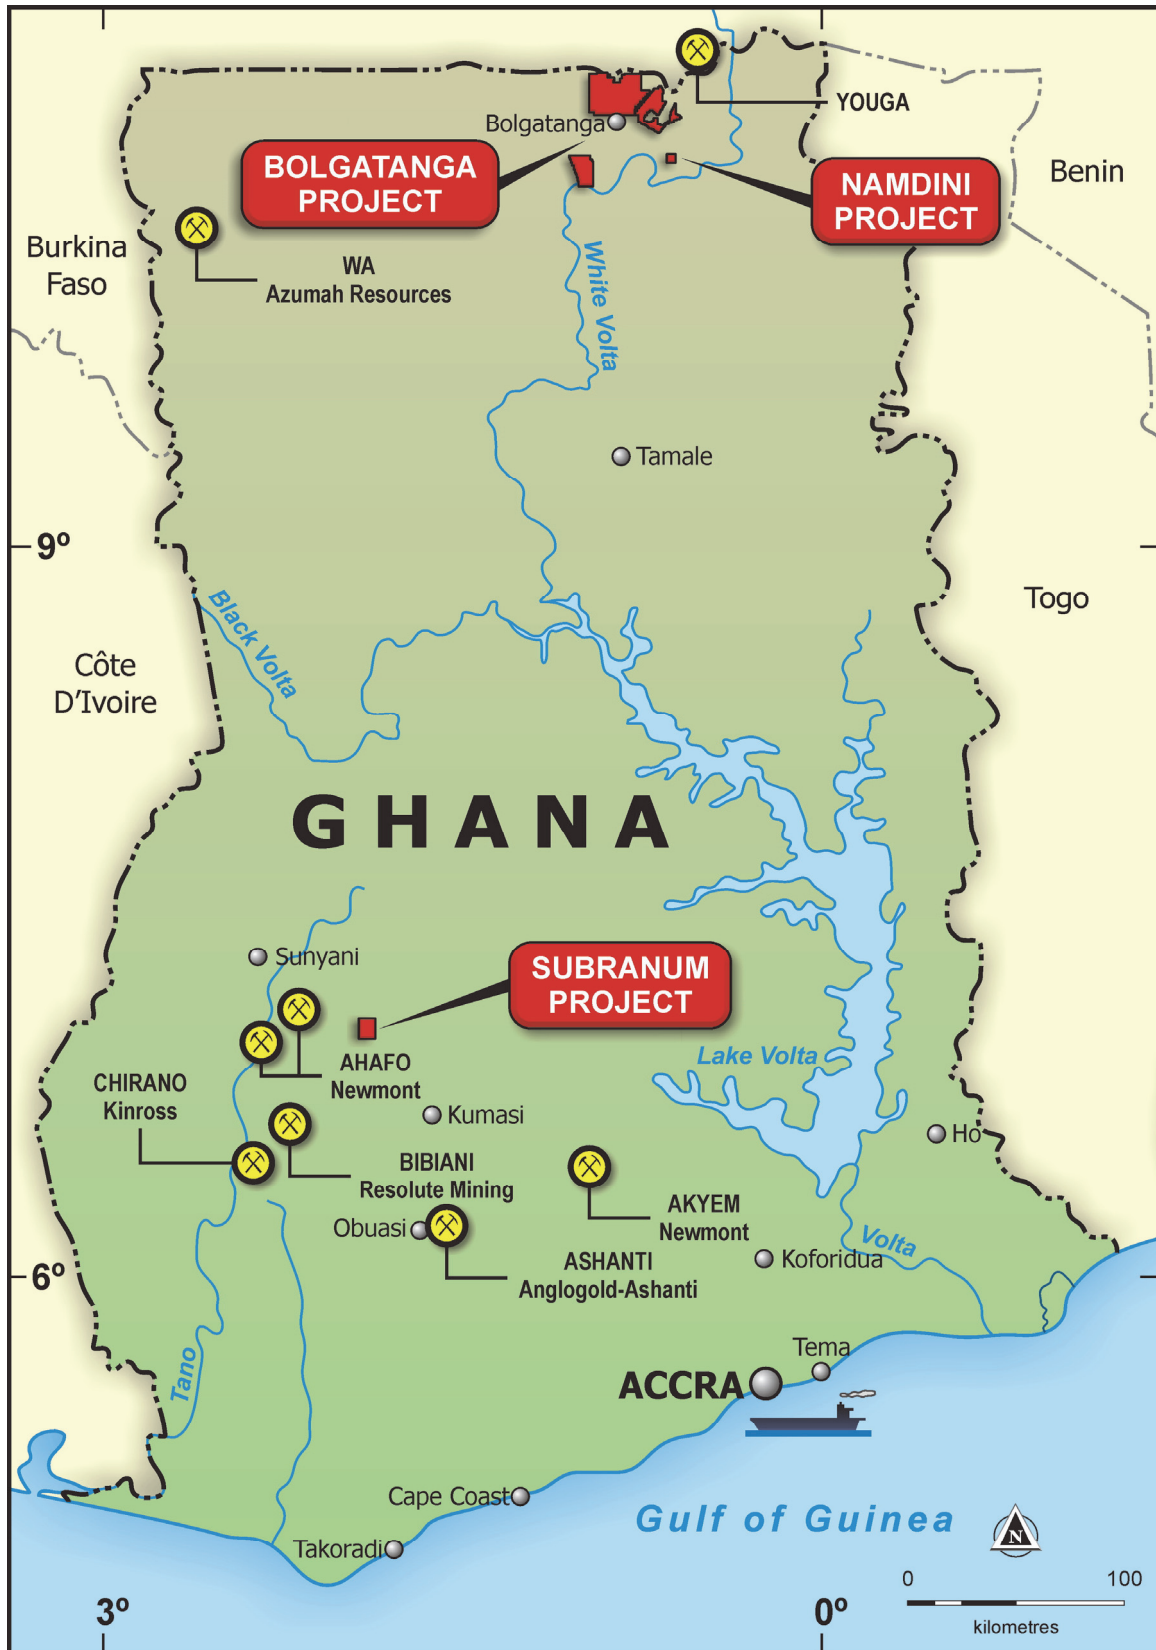 YOUGA
Bolgatanga
BOLGATANGA
PROJECT
NAMDINI
PROJECT
Benin
Burkina
Faso
WA
Azumah Resources
White Volta
Tamale
9º
Togo
Black Volta
Côte
D'Ivoire
GHANA
Sunyani
SUBRANUM
PROJECT
AHAFO
Newmont
Lake Volta
CHIRANO
Kinross
Kumasi
Ho
BIBIANI
Resolute Mining
AKYEM
Newmont
Obuasi
ASHANTI
Anglogold-Ashanti
Koforidua
Volta
6º
Tano
Tema
ACCRA
Cape Coast
Gulf of Guinea
N
Takoradi
0 100
kilometres
3º
0º